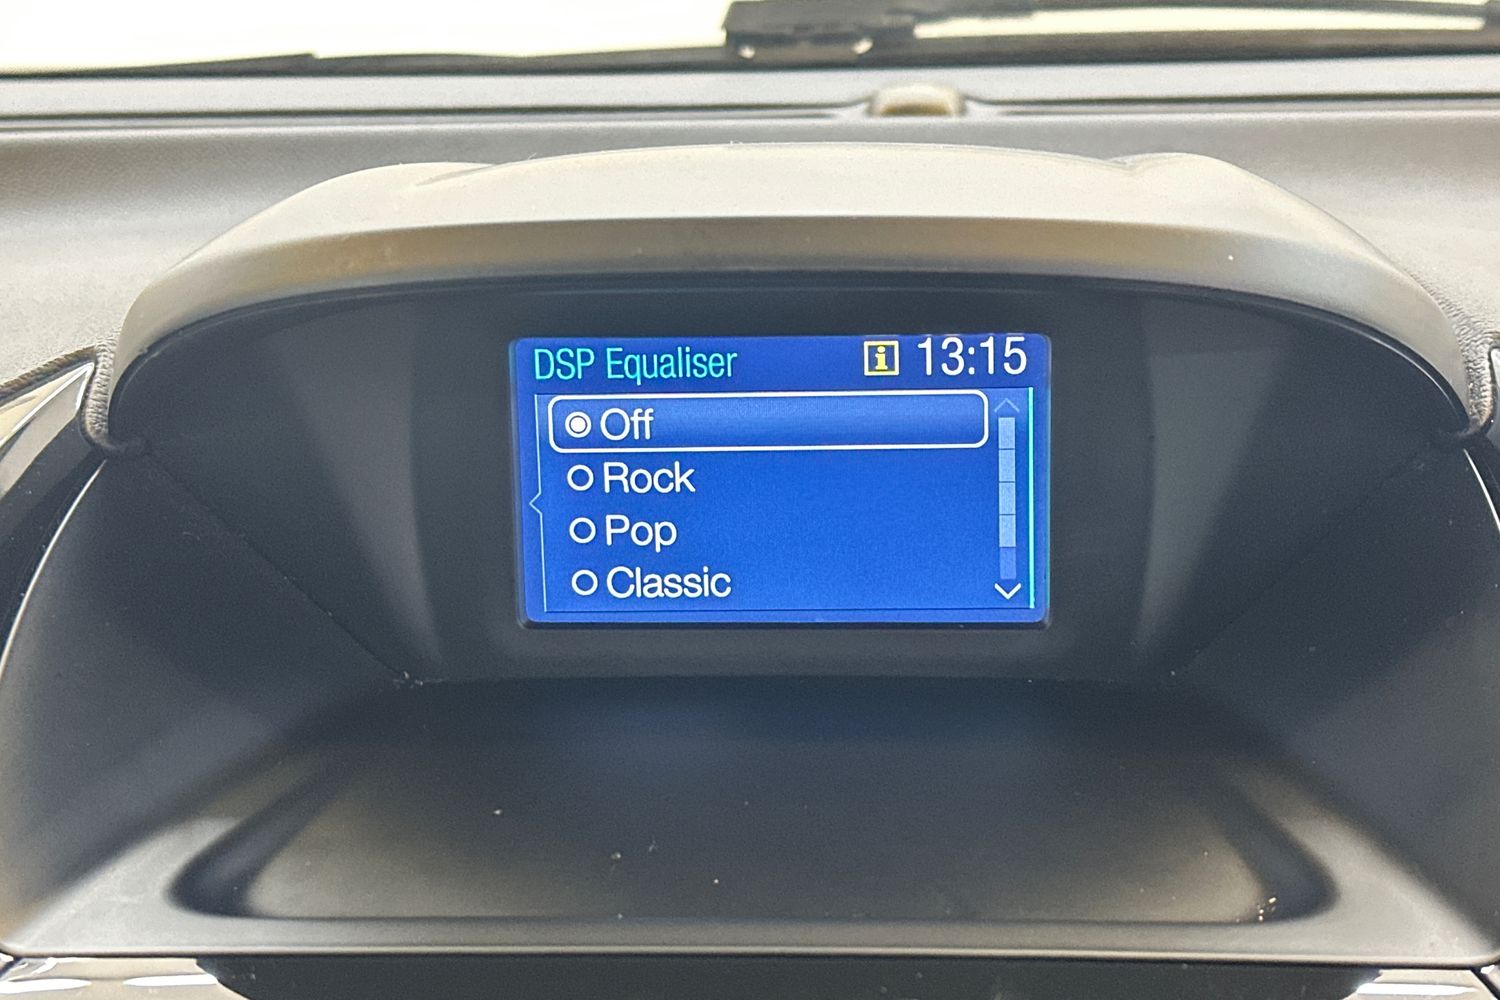 DSP Equaliser i 13:15
Off
Rock
Pop
Classic